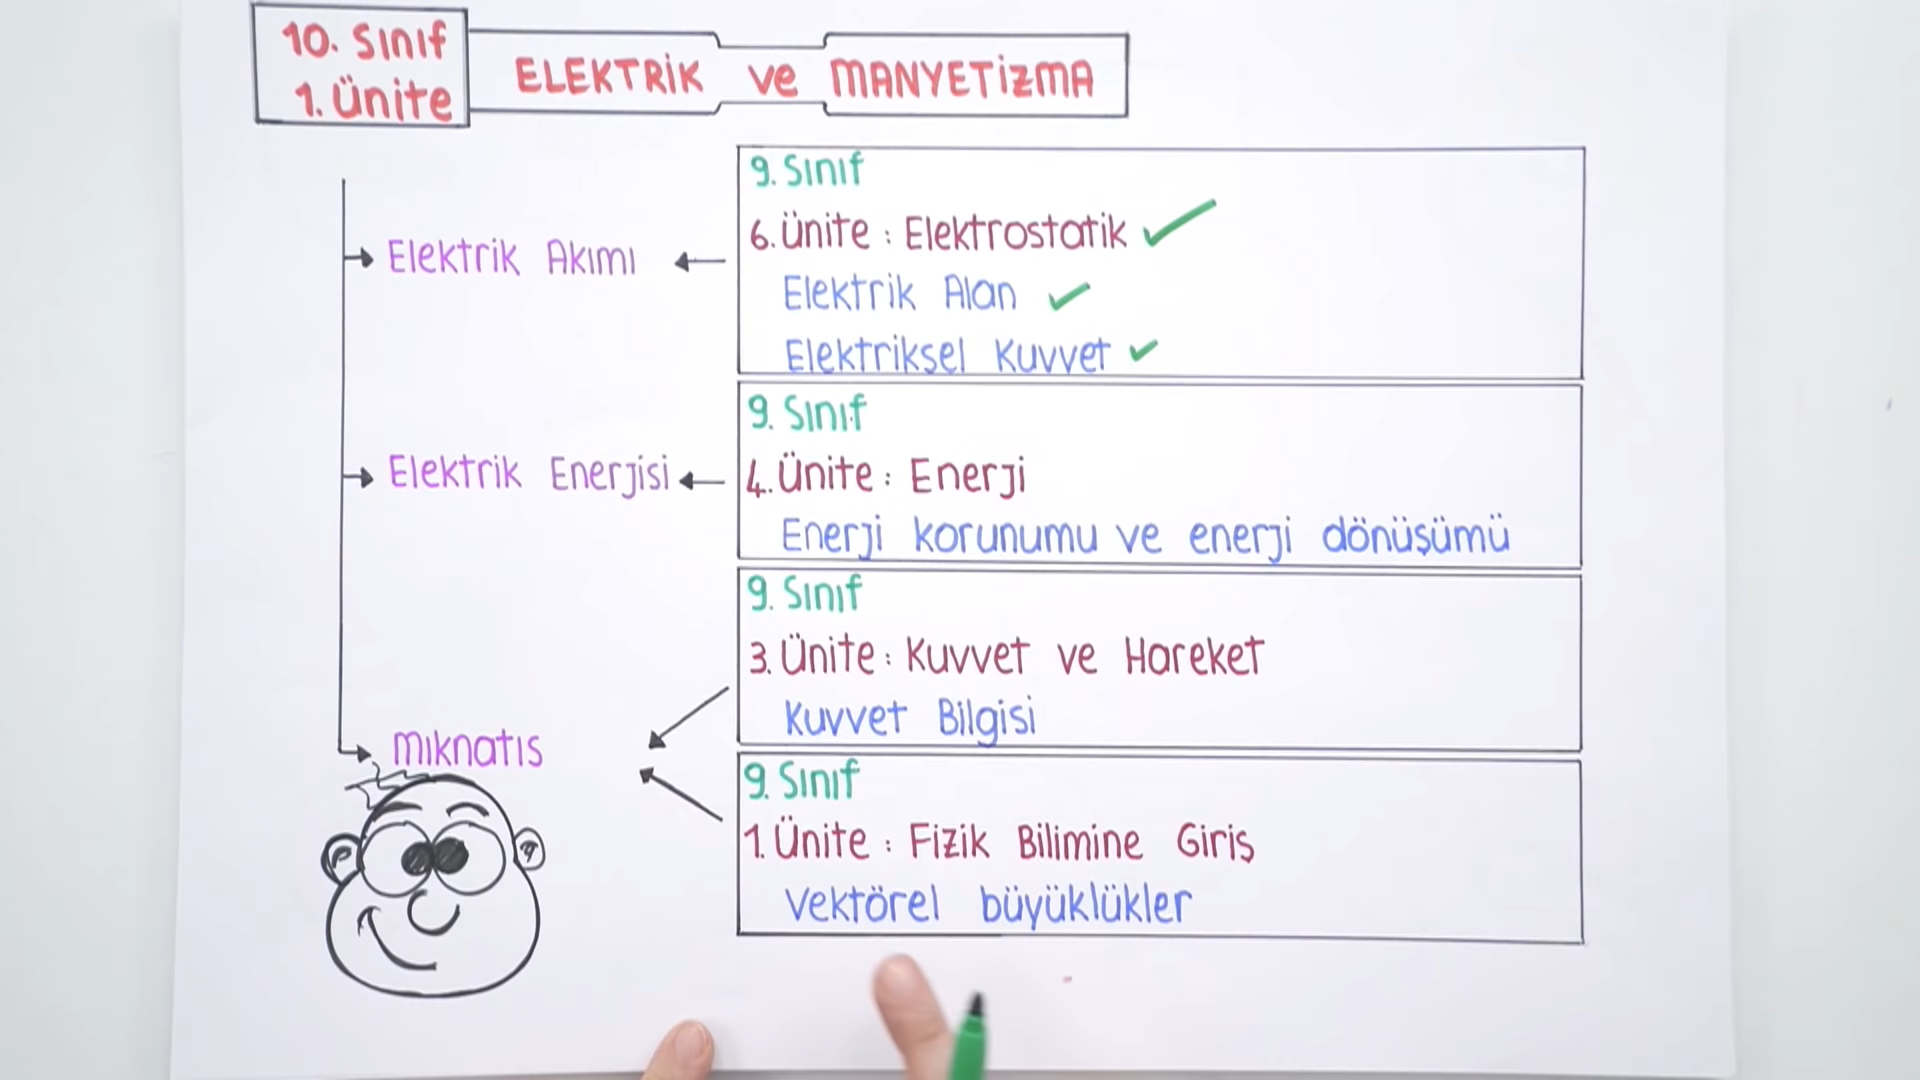 10. Sınıf
1. Ünite
ELEKTRİK ve MANYETİZMA
Elektrik Akımı
Elektrik Enerjisi
Mıknatıs
9. Sınıf
6. Ünite : Elektrostatik
Elektrik Alan
Elektriksel Kuvvet
9. Sınıf
4. Ünite : Enerji
Enerji korunumu ve enerji dönüşümü
9. Sınıf
3. Ünite : Kuvvet ve Hareket
Kuvvet Bilgisi
9. Sınıf
1. Ünite : Fizik Bilimine Giriş
Vektörel büyüklükler